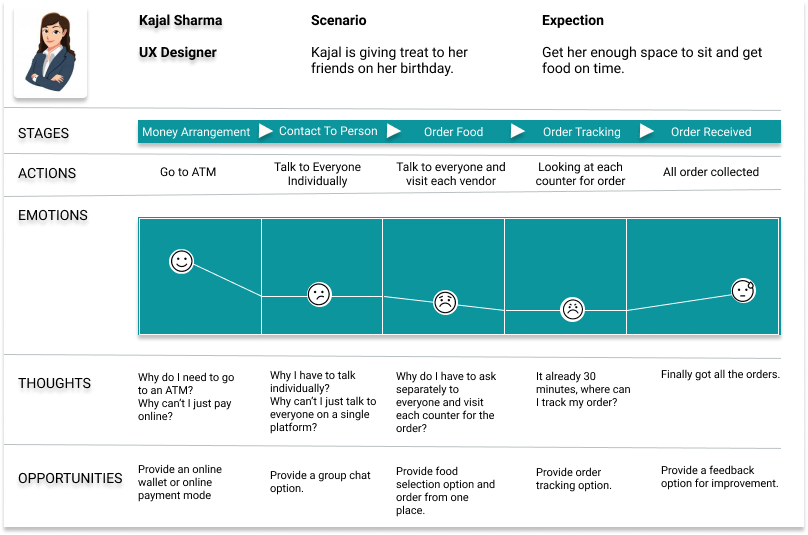 Kajal Sharma
Scenario
Expection
UX Designer
Kajal is giving treat to her
friends on her birthday.
Get her enough space to sit and get
food on time.
STAGES
Money Arrangement
Contact To Person
Order Food
Order Tracking
Order Received
ACTIONS
Go to ATM
Talk to Everyone
Individually
Talk to everyone and
visit each vendor
Looking at each
counter for order
All order collected
EMOTIONS
THOUGHTS
Why do I need to go
to an ATM?
Why can't I just pay
online?
Why I have to talk
individually?
Why can't I just talk to
everyone on a single
platform?
Why do I have to ask
separately to
everyone and visit
each counter for the
order?
It already 30
minutes, where can
I track my order?
Finally got all the orders.
OPPORTUNITIES
Provide an online
wallet or online
payment mode
Provide a group chat
option.
Provide food
selection option and
order from one
place.
Provide order
tracking option.
Provide a feedback
option for improvement.